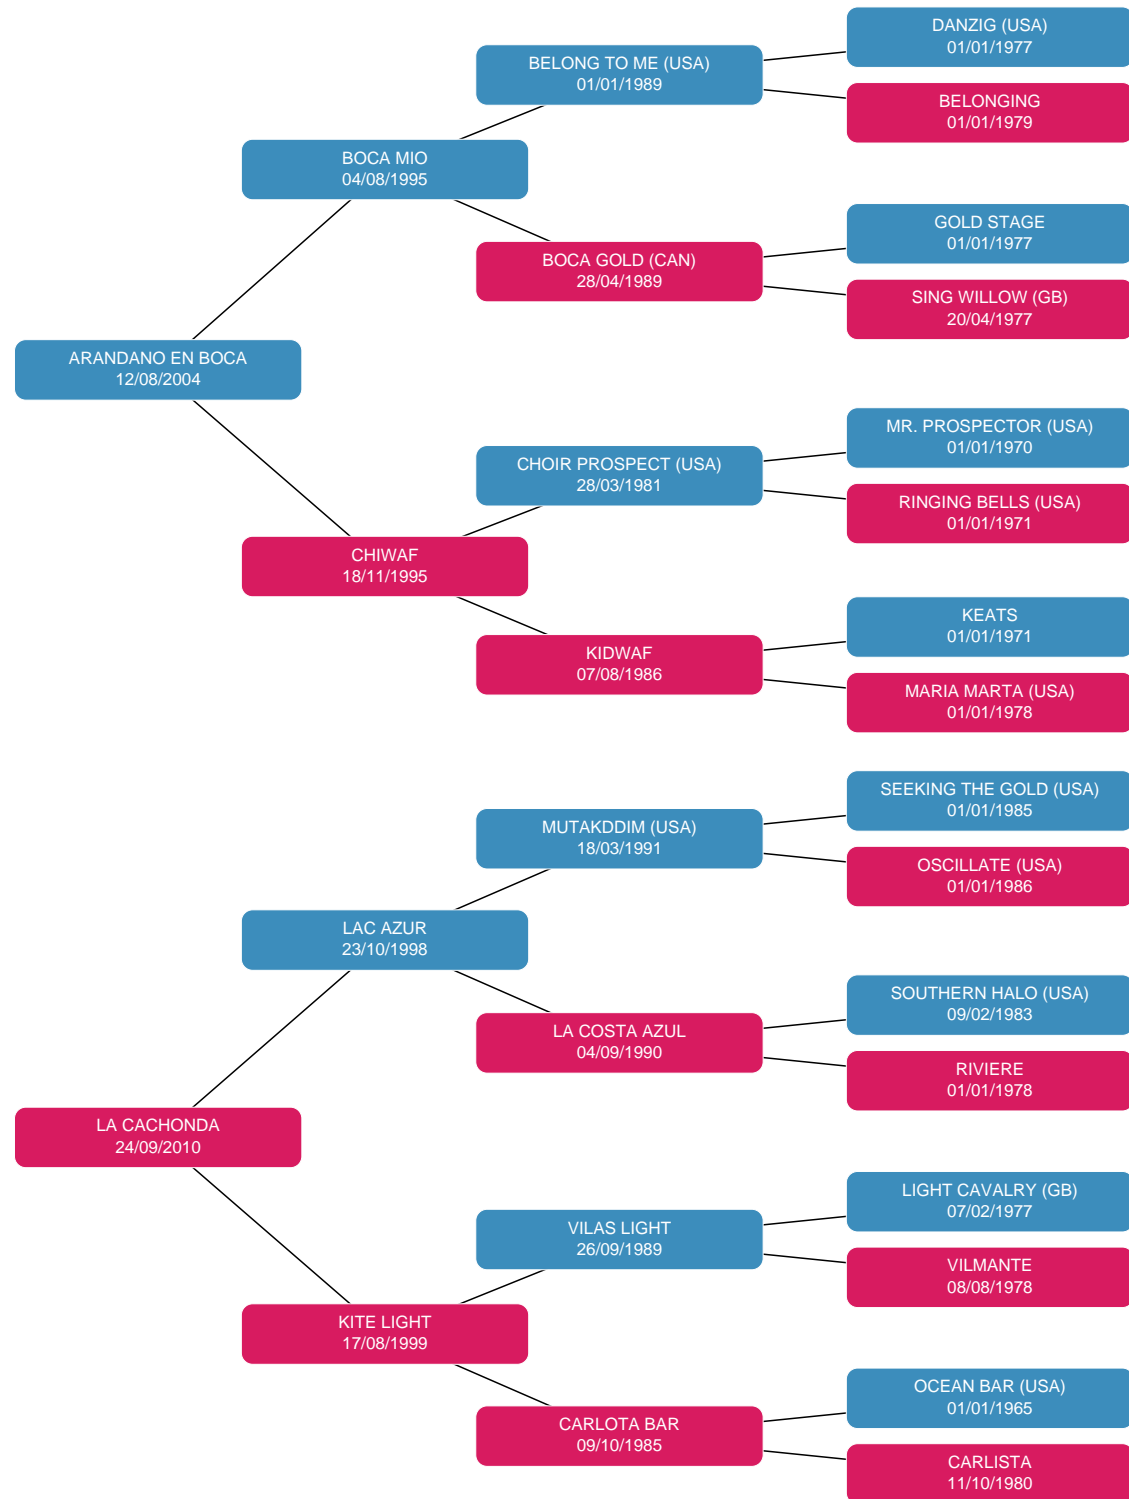 DANZIG (USA)
01/01/1977
BELONG TO ME (USA)
01/01/1989
BELONGING
01/01/1979
BOCA MIO
04/08/1995
GOLD STAGE
01/01/1977
BOCA GOLD (CAN)
28/04/1989
SING WILLOW (GB)
20/04/1977
ARANDANO EN BOCA
12/08/2004
MR. PROSPECTOR (USA)
01/01/1970
CHOIR PROSPECT (USA)
28/03/1981
RINGING BELLS (USA)
01/01/1971
CHIWAF
18/11/1995
KEATS
01/01/1971
KIDWAF
07/08/1986
MARIA MARTA (USA)
01/01/1978
SEEKING THE GOLD (USA)
01/01/1985
MUTAKDDIM (USA)
18/03/1991
OSCILLATE (USA)
01/01/1986
LAC AZUR
23/10/1998
SOUTHERN HALO (USA)
09/02/1983
LA COSTA AZUL
04/09/1990
RIVIERE
01/01/1978
LA CACHONDA
24/09/2010
LIGHT CAVALRY (GB)
07/02/1977
VILAS LIGHT
26/09/1989
VILMANTE
08/08/1978
KITE LIGHT
17/08/1999
OCEAN BAR (USA)
01/01/1965
CARLOTA BAR
09/10/1985
CARLISTA
11/10/1980